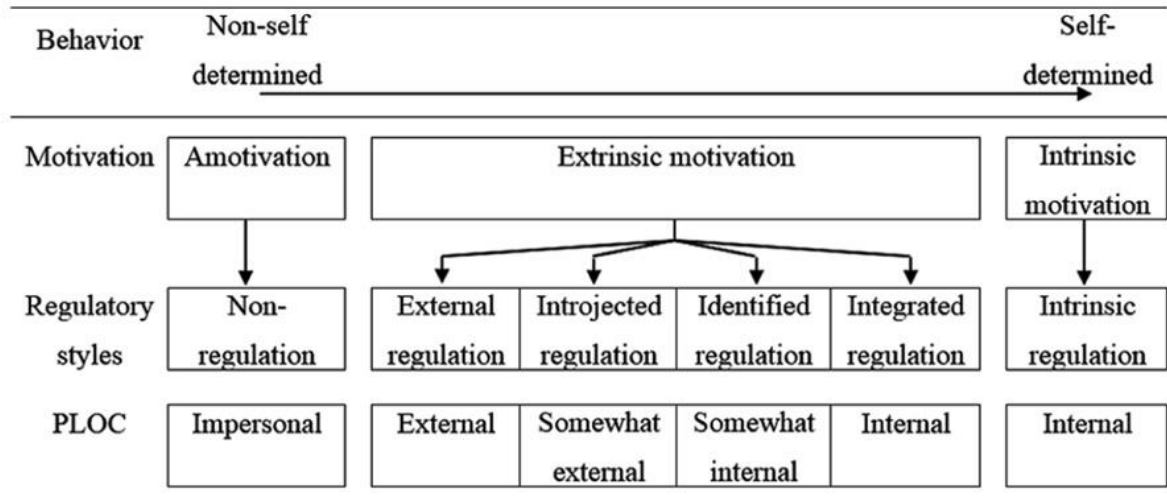 Behavior
Non-self
determined
Self-
determined
Motivation
Amotivation
Extrinsic motivation
Intrinsic
motivation
Regulatory
styles
Non-
regulation
External
regulation
Introjected
regulation
Identified
regulation
Integrated
regulation
Intrinsic
regulation
PLOC
Impersonal
External
Somewhat
external
Somewhat
internal
Internal
Internal